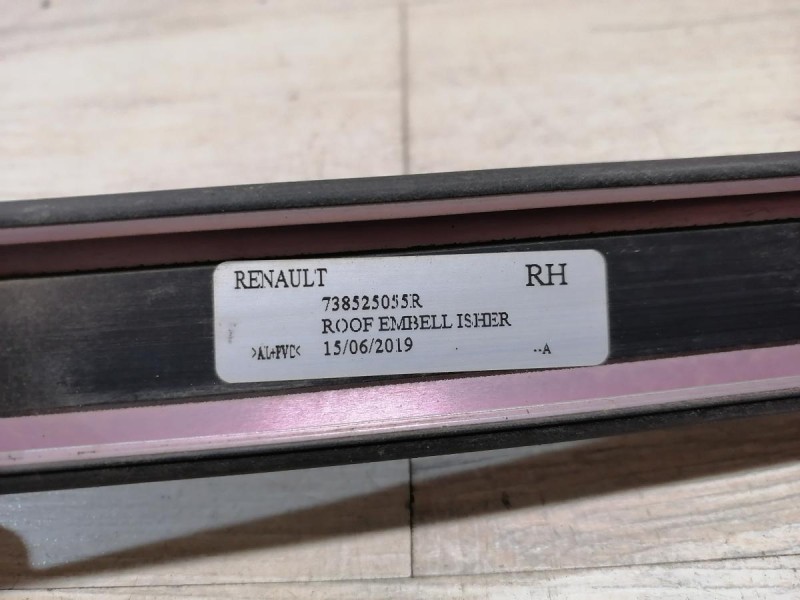 RENAULT RH
738525055R
ROOF EMBELL ISHER
>AL+PVC< 15/06/2019 --A